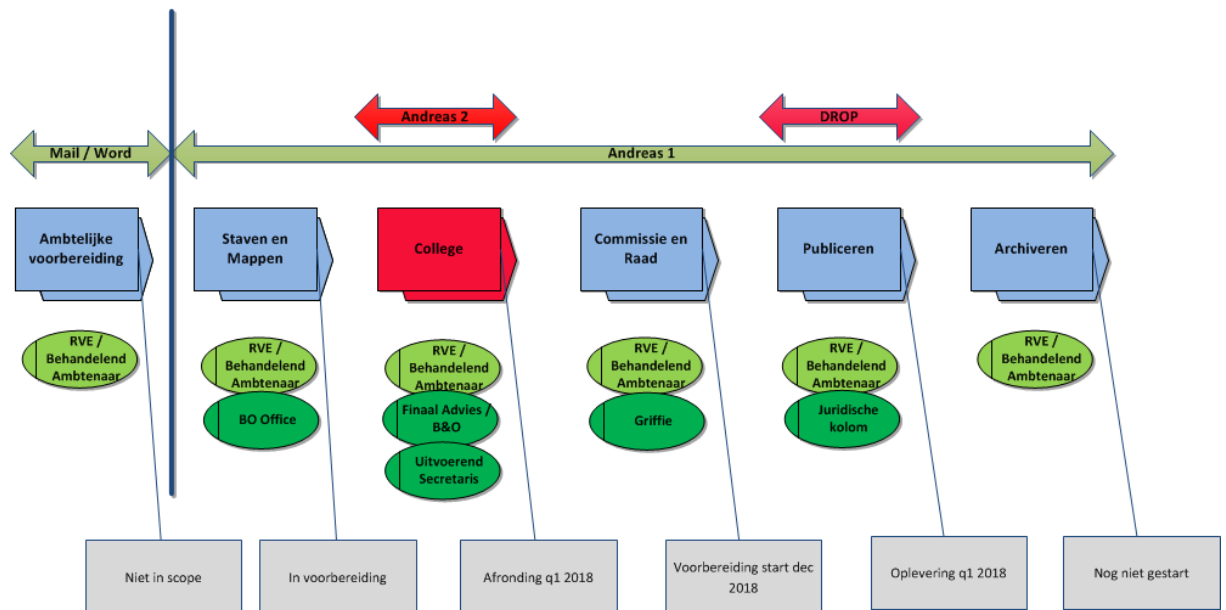 Andreas 2
DROP
Mail / Word
Andreas 1
Ambtelijke
voorbereiding
Staven en
Mappen
College
Commissie en
Raad
Publiceren
Archiveren
RVE /
Behandelend
Ambtenaar
RVE /
Behandelend
Ambtenaar
BO Office
RVE /
Behandelend
Ambtenaar
Finaal Advies /
B&O
Uitvoerend
Secretaris
RVE /
Behandelend
Ambtenaar
Griffie
RVE /
Behandelend
Ambtenaar
Juridische
kolom
RVE /
Behandelend
Ambtenaar
Niet in scope
In voorbereiding
Afronding q1 2018
Voorbereiding start dec
2018
Oplevering q1 2018
Nog niet gestart